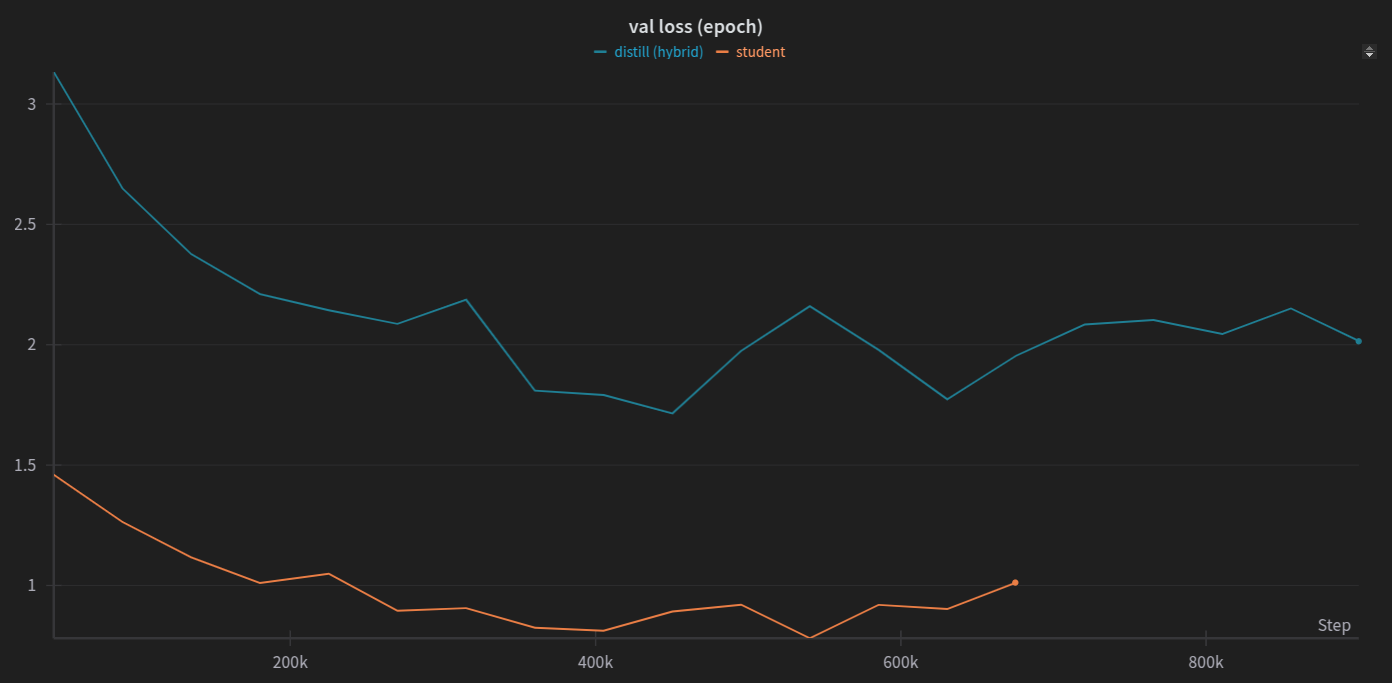 val loss (epoch)
distill (hybrid) student
3
2.5
2
1.5
1
Step
200k 400k 600k 800k